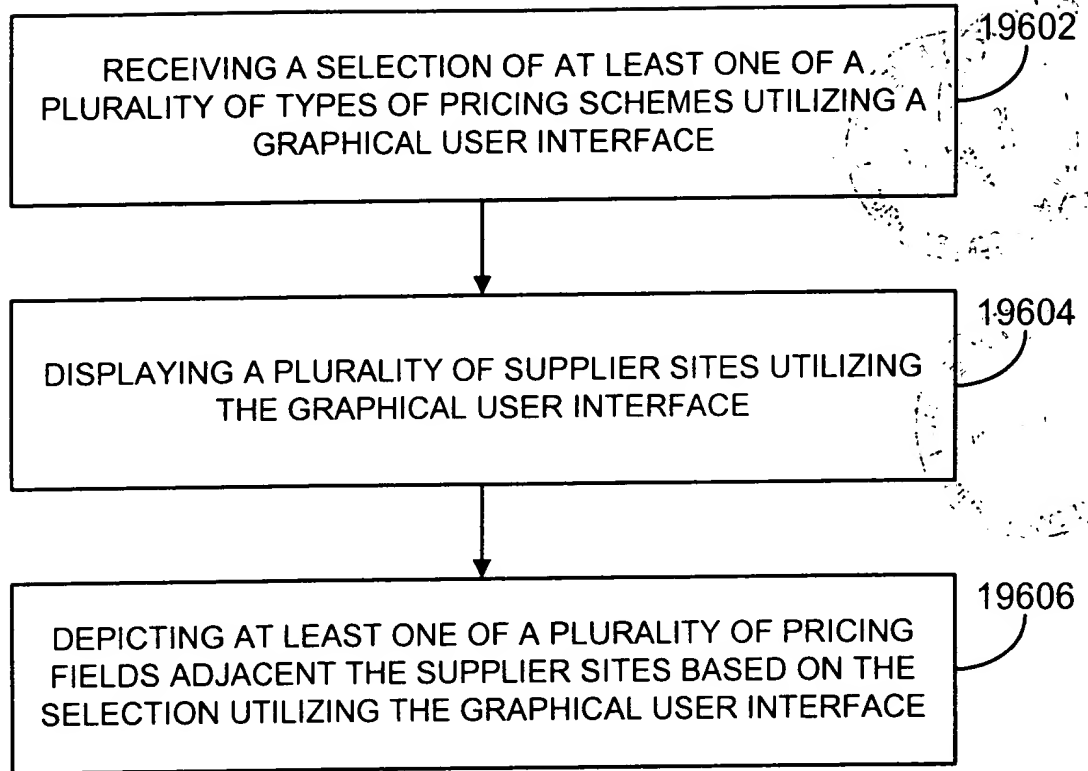 19602
RECEIVING A SELECTION OF AT LEAST ONE OF A
PLURALITY OF TYPES OF PRICING SCHEMES UTILIZING A
GRAPHICAL USER INTERFACE
19604
DISPLAYING A PLURALITY OF SUPPLIER SITES UTILIZING
THE GRAPHICAL USER INTERFACE
19606
DEPICTING AT LEAST ONE OF A PLURALITY OF PRICING
FIELDS ADJACENT THE SUPPLIER SITES BASED ON THE
SELECTION UTILIZING THE GRAPHICAL USER INTERFACE